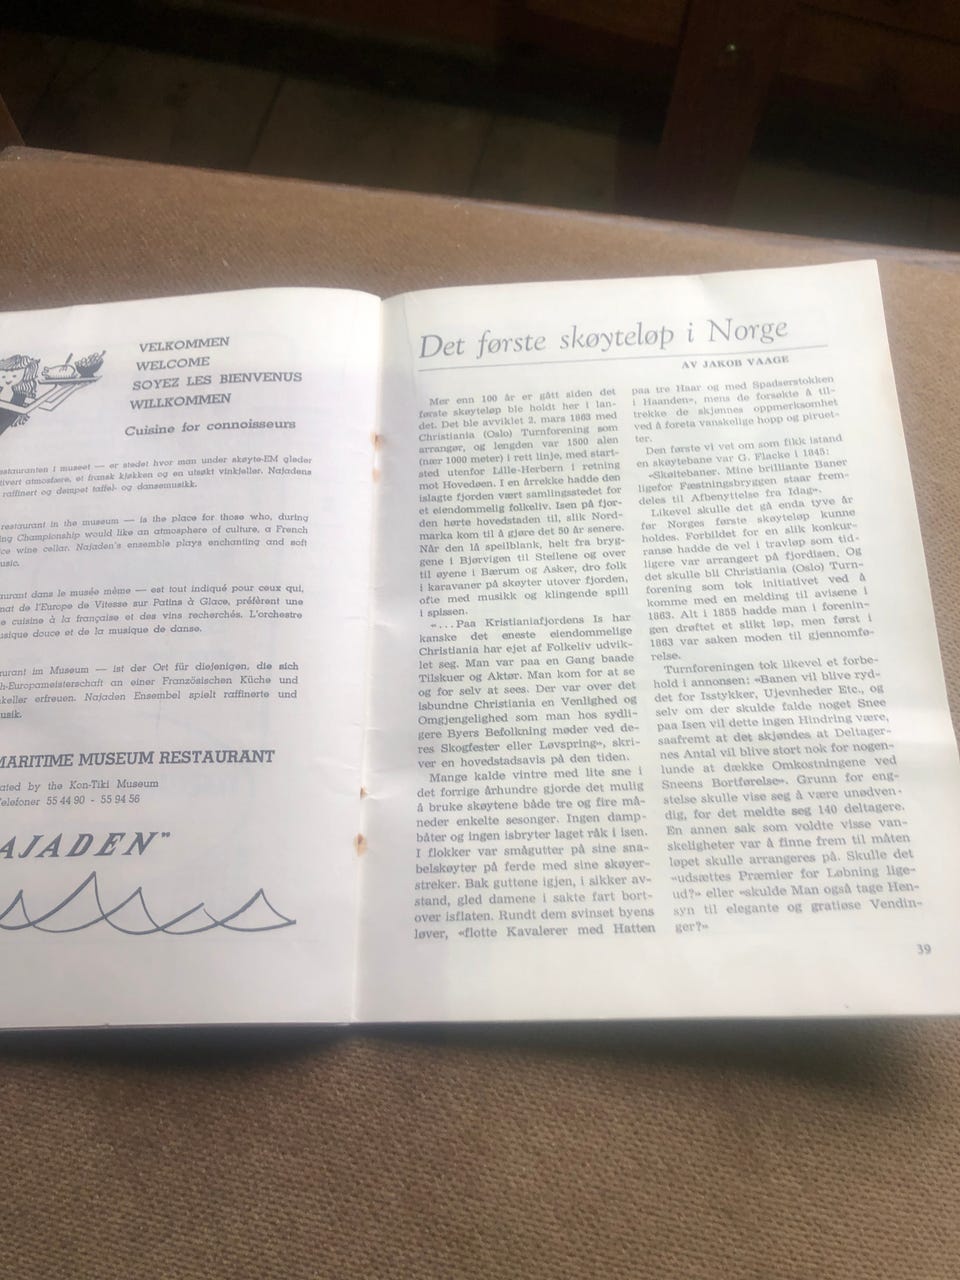 VELKOMMEN
WELCOME
SOYEZ LES BIENVENUS
WILLKOMMEN
Cuisine for connoisseurs
i museet — er stedet hvor man under skøyte-EM gleder
atmosfære, et fransk kjøkken og en utsøkt vinkjeller. Najadens
raffinert og dempet taffel- og dansemusikk.
restaurant in the museum — is the place for those who, during
Championship would like an atmosphere of culture, a French
wine cellar. Najaden's ensemble plays enchanting and soft
dans le musée même — est tout indiqué pour ceux qui,
de l'Europe de Vitesse sur Patins à Glace, préfèrent une
cuisine à la française et des vins recherchés. L'orchestre
douce et de la musique de danse.
im Museum — ist der Ort für diejenigen, die sich
an einer Französischen Küche und
erfreuen. Najaden Ensembel spielt raffinerte und
MARITIME MUSEUM RESTAURANT
by the Kon-Tiki Museum
Telefoner 55 44 90 - 55 94 56
AJADEN"
Det første skøyteløp i Norge
AV JAKOB VAAGE
Mer enn 100 år er gått siden det
første skøyteløp ble holdt her i lan-
det. Det ble avviklet 2. mars 1863 med
Christiania (Oslo) Turnforening som
arrangør, og lengden var 1500 alen
(nær 1000 meter) i rett linje, med start-
sted utenfor Lille-Herbern i retning
mot Hovedøen. I en årrekke hadde den
islagte fjorden vært samlingsstedet for
et eiendommelig folkeliv. Isen på fjor-
den hørte hovedstaden til, slik Nord-
marka kom til å gjøre det 50 år senere.
Når den lå speilblank, helt fra bryg-
gene i Bjørvigen til Steilene og over
til øyene i Bærum og Asker, dro folk
i karavaner på skøyter utover fjorden,
ofte med musikk og klingende spill
i spissen.
«...Paa Kristianiafjordens Is har
kanske det eneste eiendommelige
Christiania har ejet af Folkeliv udvik-
let seg. Man var paa en Gang baade
Tilskuer og Aktør. Man kom for at se
og for selv at sees. Der var over det
isbundne Christiania en Venlighed og
Omgjengelighed som man hos sydli-
gere Byers Befolkning møder ved de-
res Skogfester eller Løvspring», skri-
ver en hovedstadsavis på den tiden.
Mange kalde vintre med lite snø i
det forrige århundre gjorde det mulig
å bruke skøytene både tre og fire må-
neder enkelte sesonger. Ingen damp-
båter og ingen isbryter laget råk i isen.
I flokker var smågutter på sine sna-
belskøyter på ferde med sine skøyer-
streker. Bak guttene igjen, i sikker av-
stand, gled damene i sakte fart bort-
over isflaten. Rundt dem svinset byens
løver, «flotte Kavalerer med Hatten
paa tre Haar og med Spadserstokken
i Haanden», mens de forsøkte å til-
trekke de skjønnes oppmerksomhet
ved å foreta vanskelige hopp og piruet-
ter.
Den første vi vet om som fikk istand
en skøytebane var G. Flacke i 1845:
«Skøitebaner. Mine brilliante Baner
ligefor Fæstningsbryggen staar frem-
deles til Afbenyttelse fra Idag».
Likevel skulle det gå enda tyve år
før Norges første skøyteløp kunne
holdes. Forbildet for en slik konkur-
ranse hadde de vel i travløp som tid-
ligere var arrangert på fjordisen. Og
det skulle bli Christiania (Oslo) Turn-
forening som tok initiativet ved å
komme med en melding til avisene i
1863. Alt i 1855 hadde man i forenin-
gen drøftet et slikt løp, men først i
1863 var saken moden til gjennomfø-
relse.
Turnforeningen tok likevel et forbe-
hold i annonsen: «Banen vil blive ryd-
det for Isstykker, Ujevnheder Etc., og
selv om der skulde falde noget Snee
paa Isen vil dette ingen Hindring være,
saafremt at det skjøndes at Deltager-
nes Antal vil blive stort nok for nogen-
lunde at dække Omkostningene ved
Sneens Bortførelse». Grunn for eng-
stelse skulle vise seg å være unødven-
dig, for det meldte seg 140 deltagere.
En annen sak som voldte visse van-
skeligheter var å finne frem til måten
løpet skulle arrangeres på. Skulle det
«udsættes Præmier for Løbning lige-
ud?» eller «skulde Man også tage Hen-
syn til elegante og gratiøse Vendin-
ger?»
39